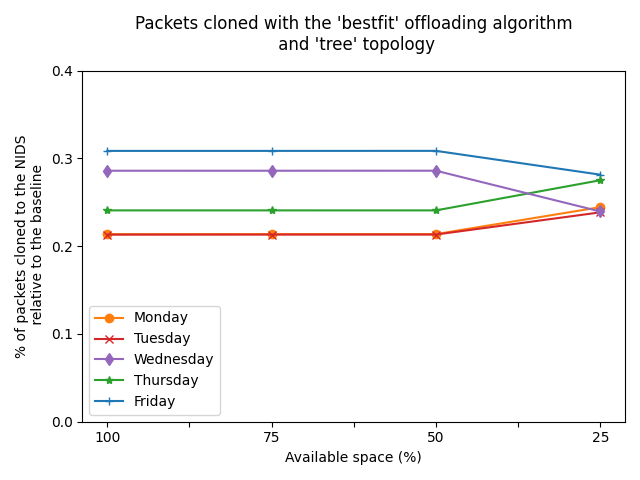 Packets cloned with the 'bestfit' offloading algorithm
and 'tree' topology
0.4
0.3
0.2
0.1
0.0
% of packets cloned to the NIDS
relative to the baseline
Monday
Tuesday
Wednesday
Thursday
Friday
100
75
50
25
Available space (%)